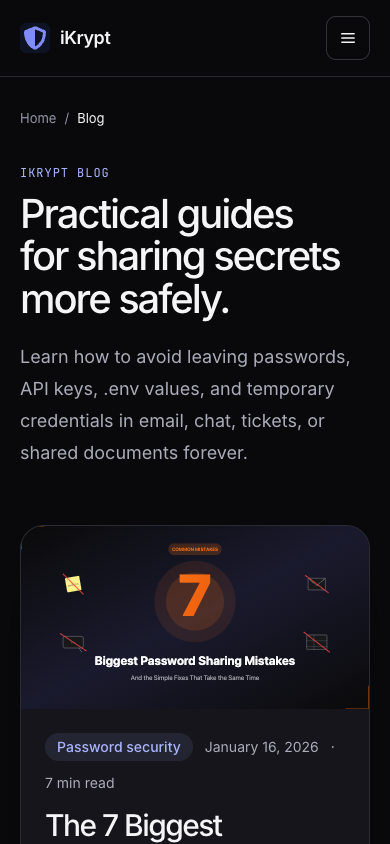 iKrypt
Home / Blog
IKRYPT BLOG
Practical guides
for sharing secrets
more safely.
Learn how to avoid leaving passwords,
API keys, .env values, and temporary
credentials in email, chat, tickets, or
shared documents forever.
COMMON MISTAKES
7
Biggest Password Sharing Mistakes
And the Simple Fixes That Take the Same Time
Password security January 16, 2026 ·
7 min read
The 7 Biggest